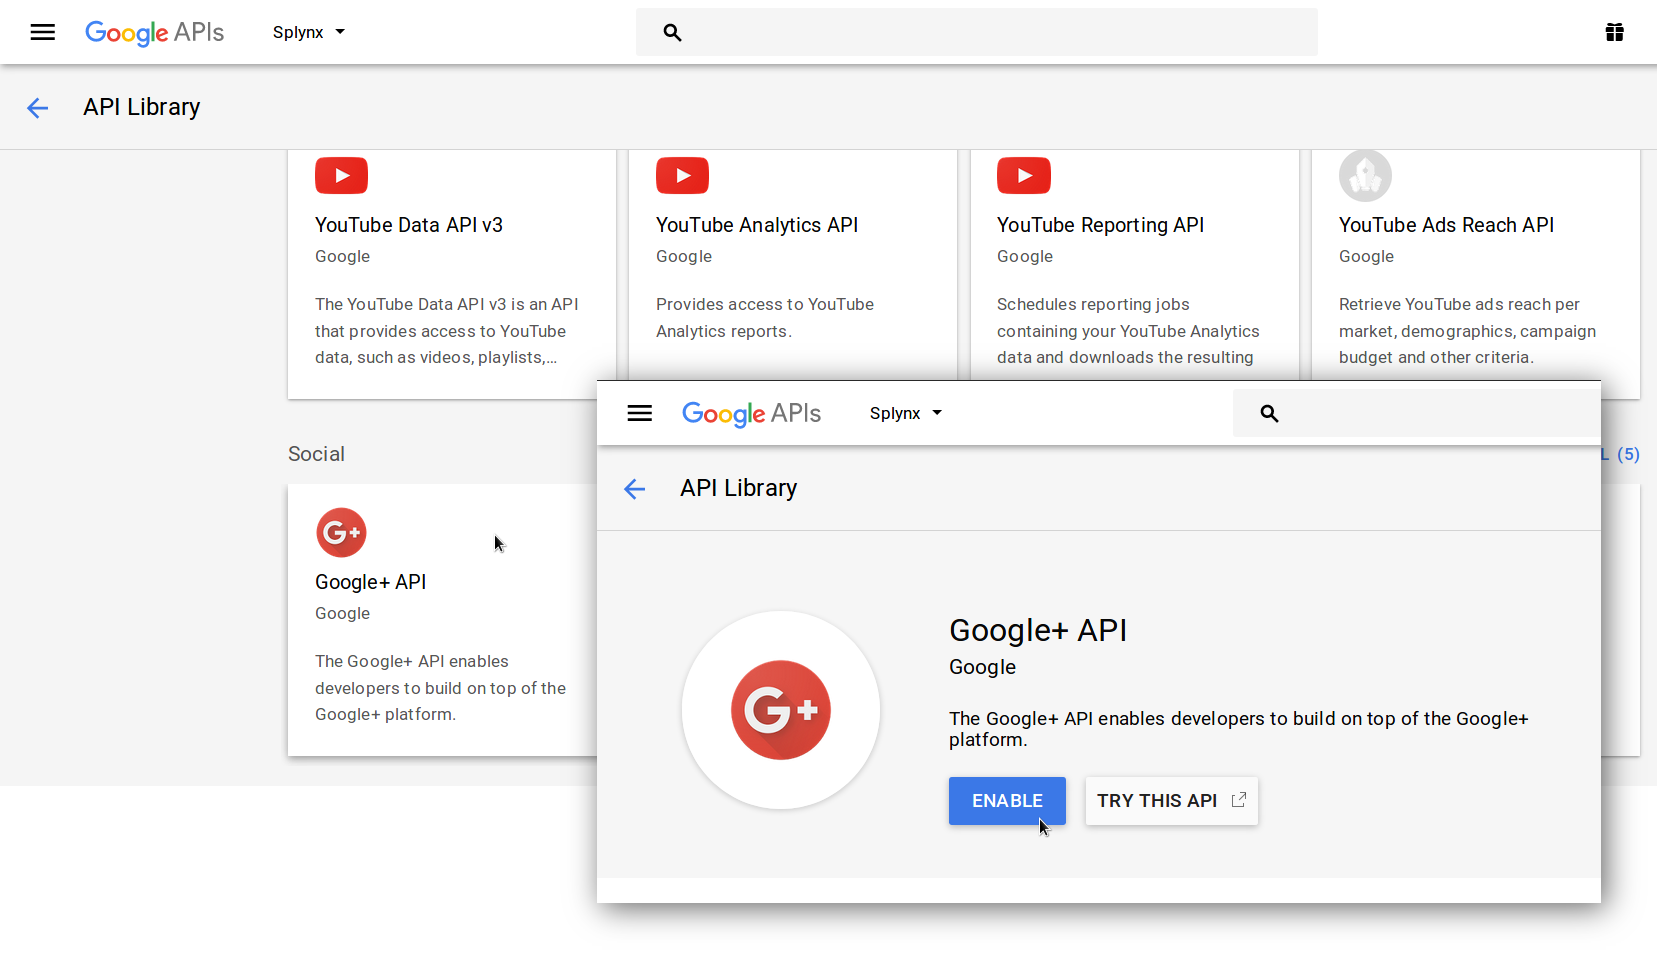 Google APIs
Splynx
API Library
YouTube Data API v3
Google
The YouTube Data API v3 is an API
that provides access to YouTube
data, such as videos, playlists,...
YouTube Analytics API
Google
Provides access to YouTube
Analytics reports.
YouTube Reporting API
Google
Schedules reporting jobs
containing your YouTube Analytics
data and downloads the resulting
YouTube Ads Reach API
Google
Retrieve YouTube ads reach per
market, demographics, campaign
budget and other criteria.
Social
L (5)
G+
Google+ API
Google
The Google+ API enables
developers to build on top of the
Google+ platform.
Google APIs
Splynx
API Library
G+
Google+ API
Google
The Google+ API enables developers to build on top of the Google+
platform.
ENABLE
TRY THIS API